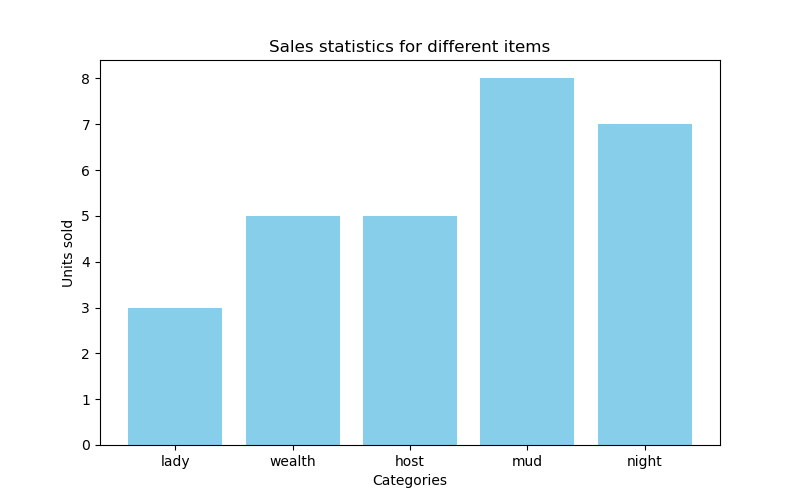 Sales statistics for different items
Units sold
8
7
6
5
4
3
2
1
0
lady wealth host mud night
Categories